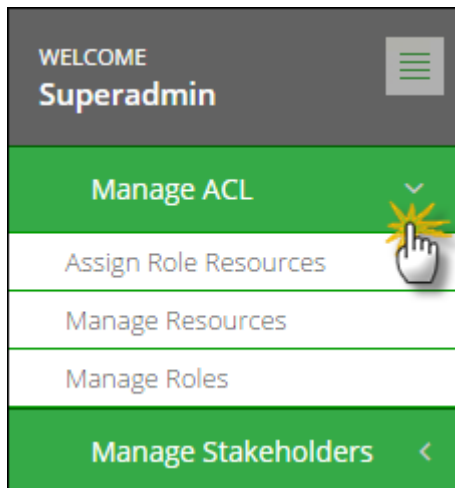 WELCOME
Superadmin
Manage ACL
Assign Role Resources
Manage Resources
Manage Roles
Manage Stakeholders